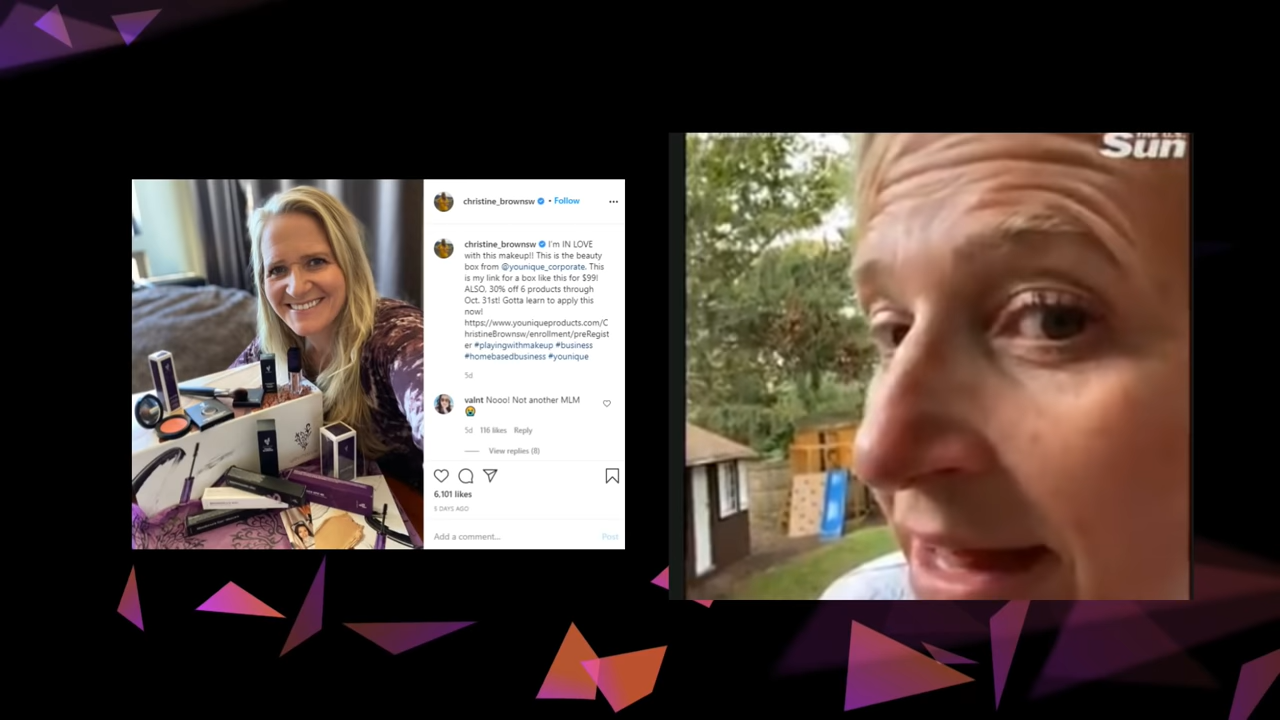 christine_brownsw • Follow
christine_brownsw I'm IN LOVE
with this makeup!! This is the beauty
box from @younique_corporate. This
is my link for a box like this for $99!
ALSO, 30% off 6 products through
Oct. 31st! Gotta learn to apply this
now!
https://www.youniqueproducts.com/C
hristineBrownsw/enrollment/preRegist
er #playingwithmakeup #business
#homebasedbusiness #younique
5d
valnt Nooo! Not another MLM
😭
5d 116 likes Reply
View replies (8)
6,101 likes
5 DAYS AGO
Add a comment... Post
THE U.S.
Sun